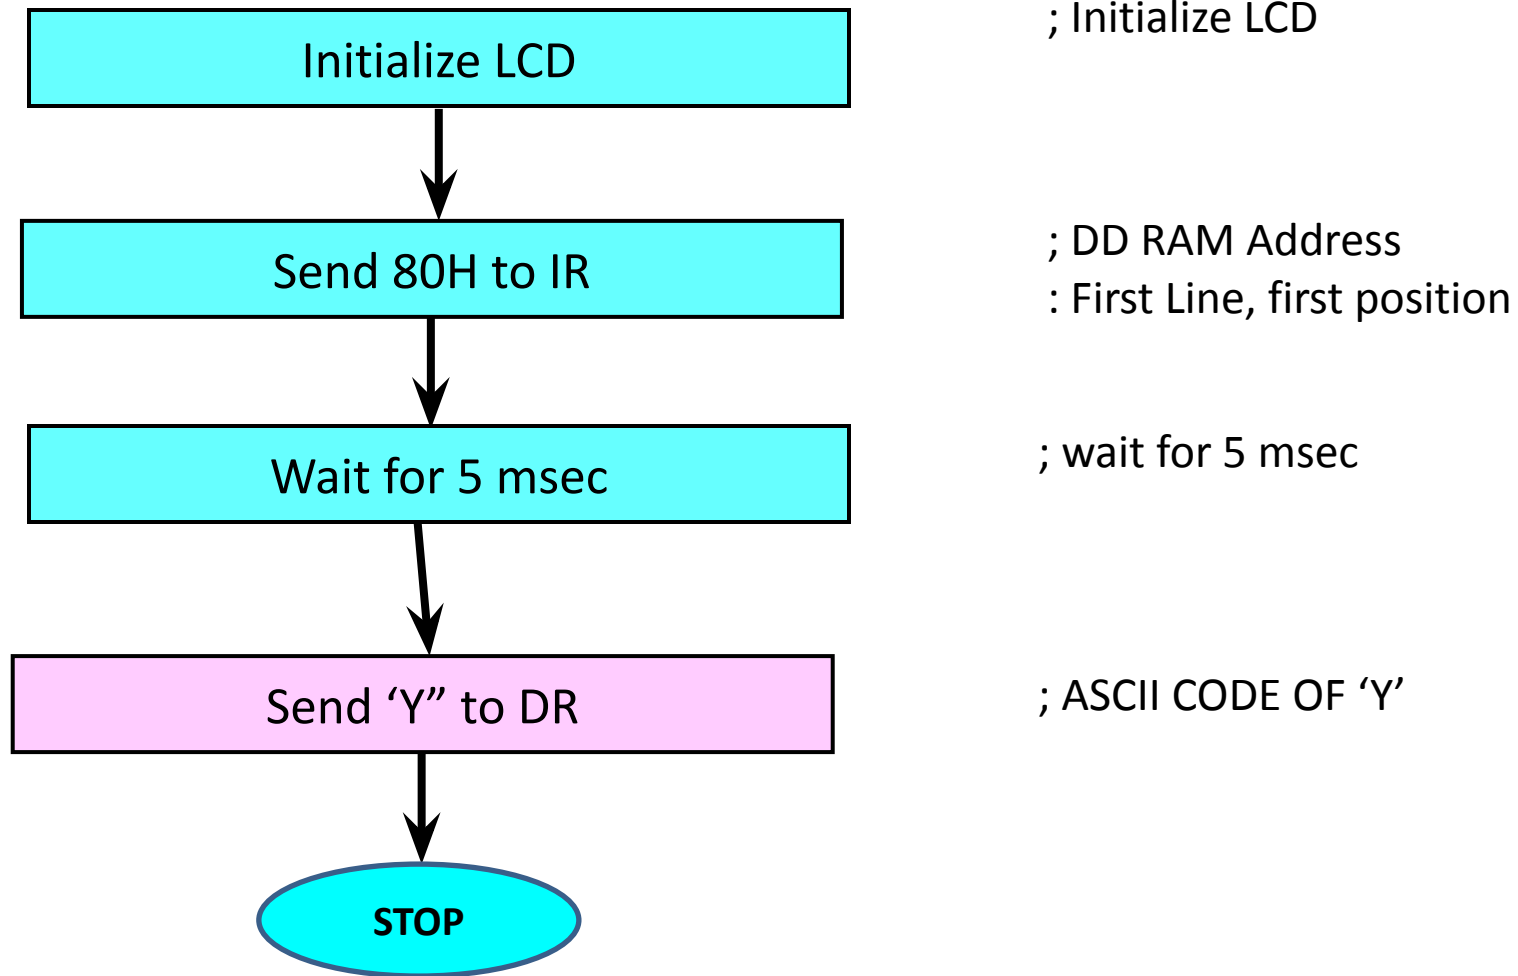 Initialize LCD
; Initialize LCD
Send 80H to IR
; DD RAM Address
: First Line, first position
Wait for 5 msec
; wait for 5 msec
Send ‘Y” to DR
; ASCII CODE OF ‘Y’
STOP